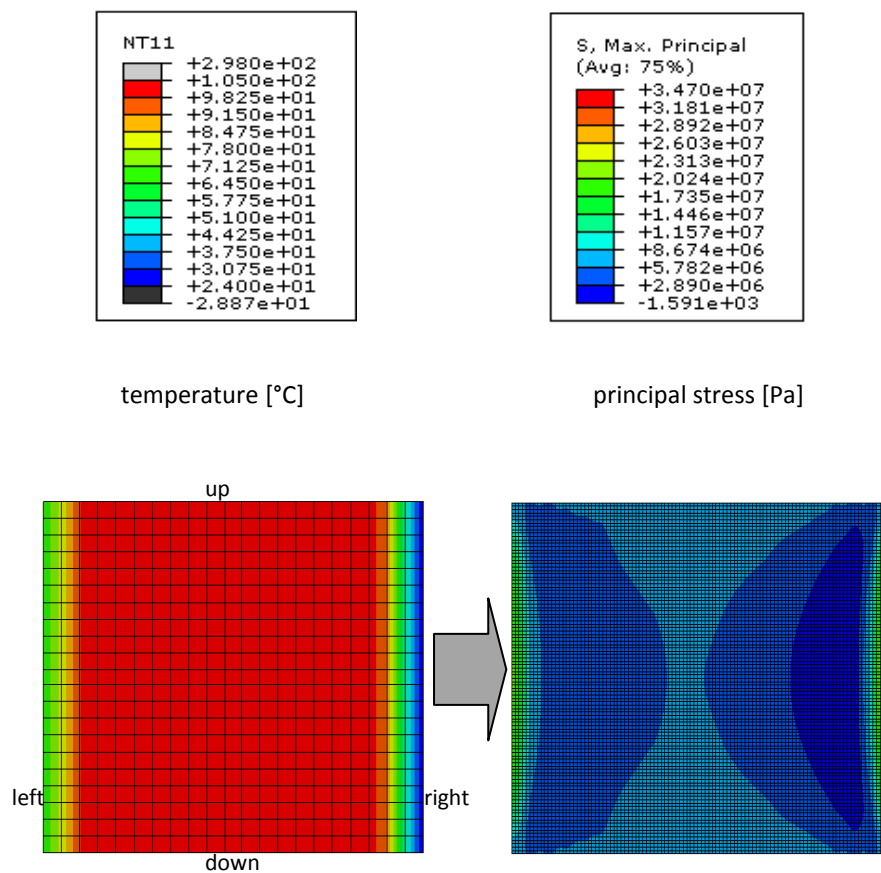 NT11
+2.980e+02
+1.050e+02
+9.825e+01
+9.150e+01
+8.475e+01
+7.800e+01
+7.125e+01
+6.450e+01
+5.775e+01
+5.100e+01
+4.425e+01
+3.750e+01
+3.075e+01
+2.400e+01
-2.887e+01
S, Max. Principal
(Avg: 75%)
+3.470e+07
+3.181e+07
+2.892e+07
+2.603e+07
+2.313e+07
+2.024e+07
+1.735e+07
+1.446e+07
+1.157e+07
+8.674e+06
+5.782e+06
+2.890e+06
-1.591e+03
temperature [°C]
principal stress [Pa]
up
left
right
down